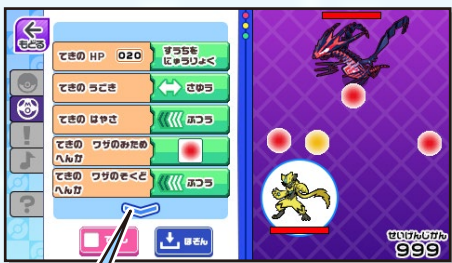 もどる
てきの HP
020
すうちを
にゅうりょく
てきの うごき
さゆう
てきの はやさ
ふつう
てきの ワザのみため
へんか
てきの ワザのそくど
へんか
ふつう
ほぞん
せいげんじかん
999